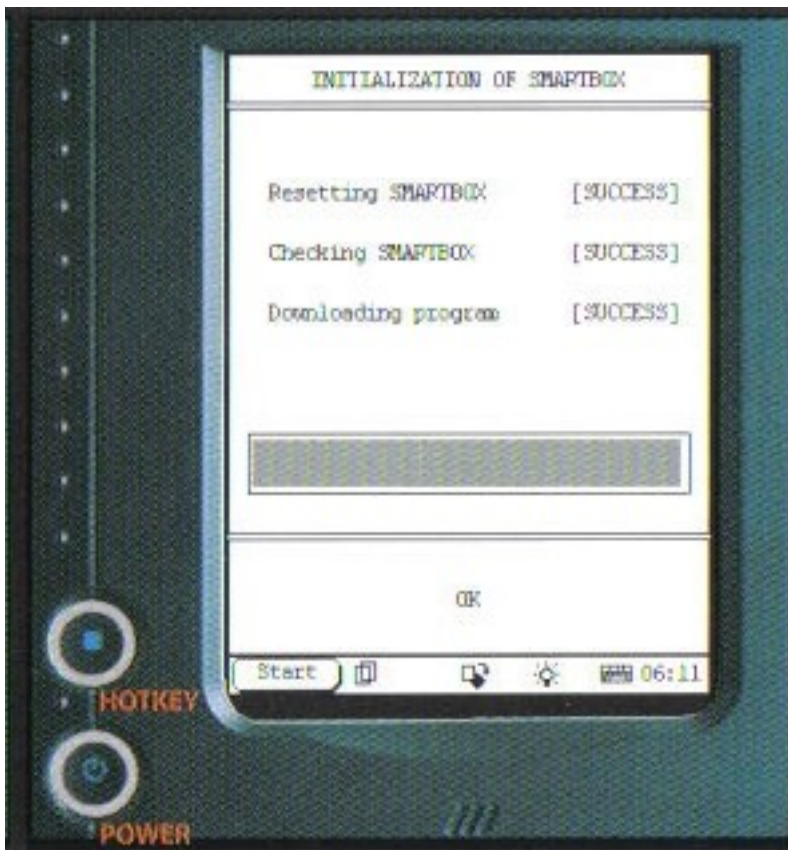 INITIALIZATION OF SMARTBOX
Resetting SMARTBOX [SUCCESS]
Checking SMARTBOX [SUCCESS]
Downloading program [SUCCESS]
OK
Start 06:11
HOTKEY
POWER